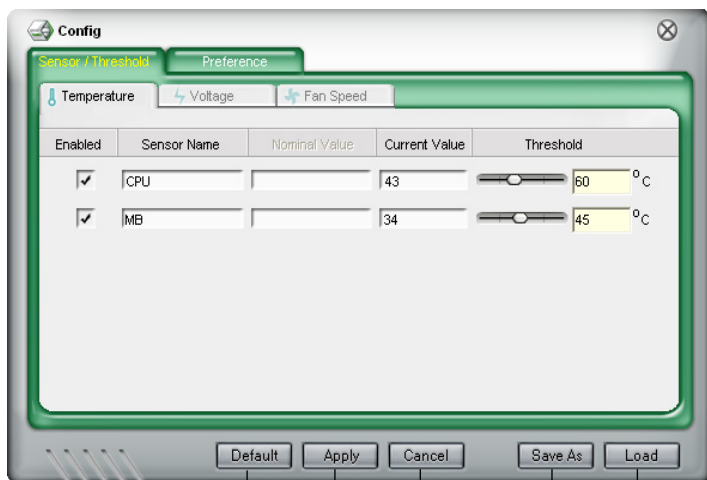 Config
Sensor / Threshold Preference
Temperature Voltage Fan Speed
Enabled Sensor Name Nominal Value Current Value Threshold
CPU 43 60 °C
MB 34 45 °C
Default Apply Cancel Save As Load